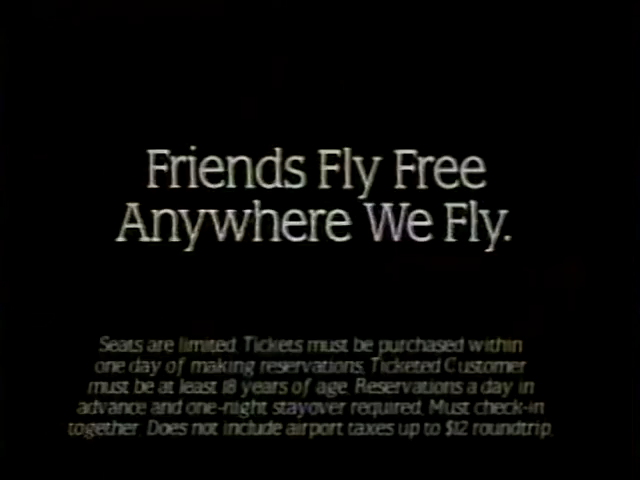 Friends Fly Free
Anywhere We Fly.
Seats are limited. Tickets must be purchased within
one day of making reservations. Ticketed Customer
must be at least 18 years of age. Reservations a day in
advance and one-night stayover required. Must check-in
together. Does not include airport taxes up to $12 roundtrip.